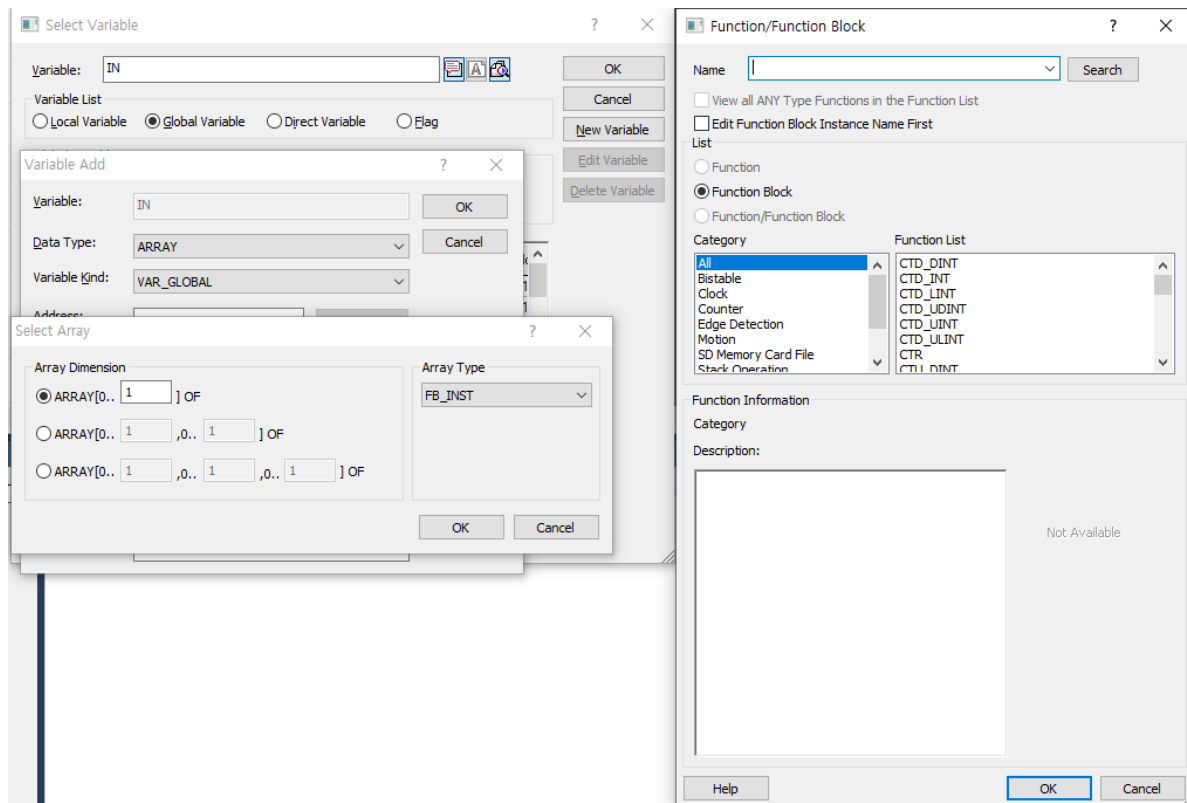 Select Variable
?
Variable:
IN
OK
Variable List
Cancel
Local Variable
Global Variable
Direct Variable
Flag
New Variable
Edit Variable
Delete Variable
Variable Add
?
Variable:
IN
OK
Data Type:
ARRAY
Cancel
Variable Kind:
VAR_GLOBAL
Select Array
?
Array Dimension
ARRAY[0.. 1 ] OF
ARRAY[0.. 1 ,0.. 1 ] OF
ARRAY[0.. 1 ,0.. 1 ,0.. 1 ] OF
Array Type
FB_INST
OK
Cancel
Function/Function Block
?
Name
Search
View all ANY Type Functions in the Function List
Edit Function Block Instance Name First
List
Function
Function Block
Function/Function Block
Category
All
Bistable
Clock
Counter
Edge Detection
Motion
SD Memory Card File
Stack Operation
Function List
CTD_DINT
CTD_INT
CTD_LINT
CTD_UDINT
CTD_UINT
CTD_ULINT
CTR
CTU_DINT
Function Information
Category
Description:
Not Available
Help
OK
Cancel